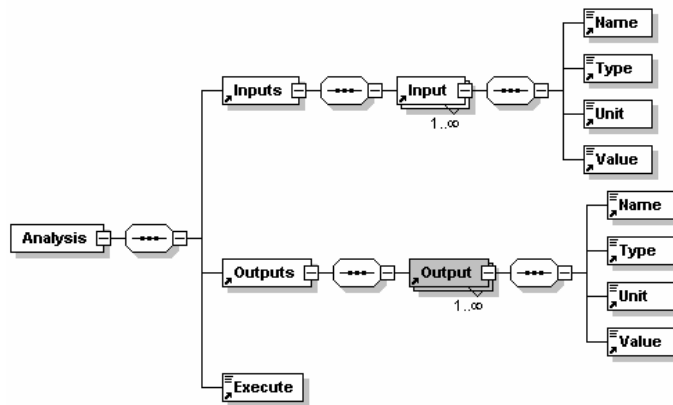 Name
Type
Inputs
Input
1..∞
Unit
Value
Analysis
Name
Type
Outputs
Output
1..∞
Unit
Value
Execute